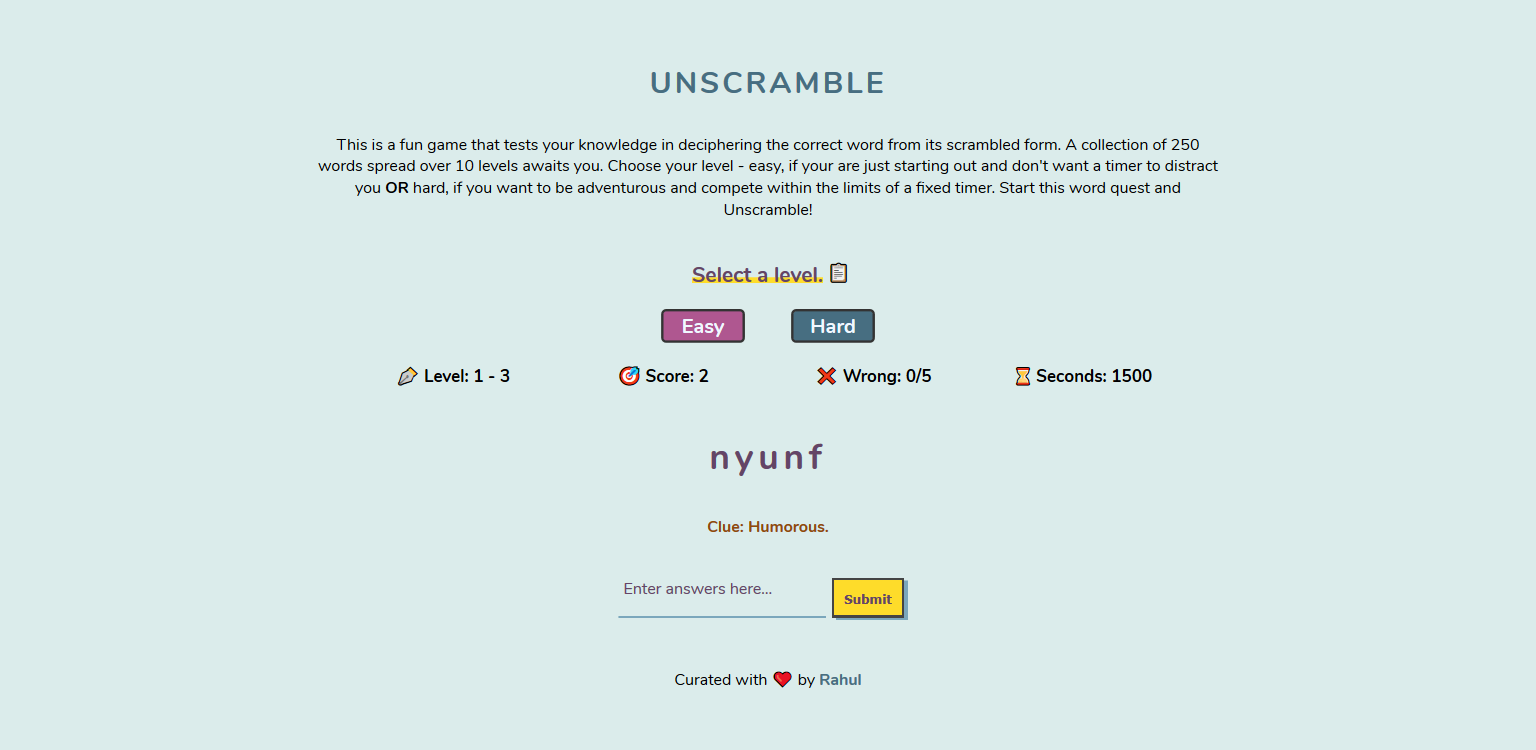 UNSCRAMBLE
This is a fun game that tests your knowledge in deciphering the correct word from its scrambled form. A collection of 250
words spread over 10 levels awaits you. Choose your level - easy, if your are just starting out and don't want a timer to distract
you OR hard, if you want to be adventurous and compete within the limits of a fixed timer. Start this word quest and
Unscramble!
Select a level.
Easy Hard
Level: 1 - 3 Score: 2 Wrong: 0/5 Seconds: 1500
nyunf
Clue: Humorous.
Enter answers here... Submit
Curated with ❤️ by Rahul